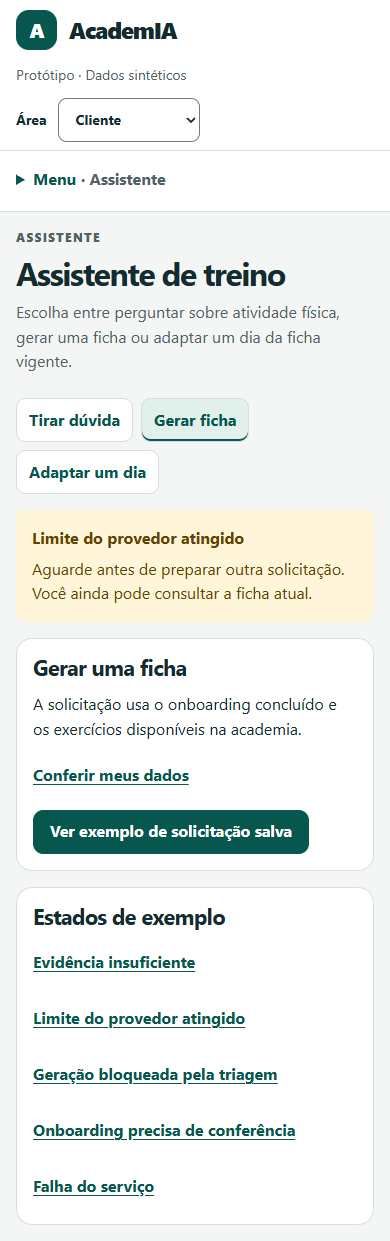 A AcademIA
Protótipo · Dados sintéticos
Área Cliente
Menu · Assistente
ASSISTENTE
Assistente de treino
Escolha entre perguntar sobre atividade física,
gerar uma ficha ou adaptar um dia da ficha
vigente.
Tirar dúvida Gerar ficha
Adaptar um dia
Limite do provedor atingido
Aguarde antes de preparar outra solicitação.
Você ainda pode consultar a ficha atual.
Gerar uma ficha
A solicitação usa o onboarding concluído e
os exercícios disponíveis na academia.
Conferir meus dados
Ver exemplo de solicitação salva
Estados de exemplo
Evidência insuficiente
Limite do provedor atingido
Geração bloqueada pela triagem
Onboarding precisa de conferência
Falha do serviço